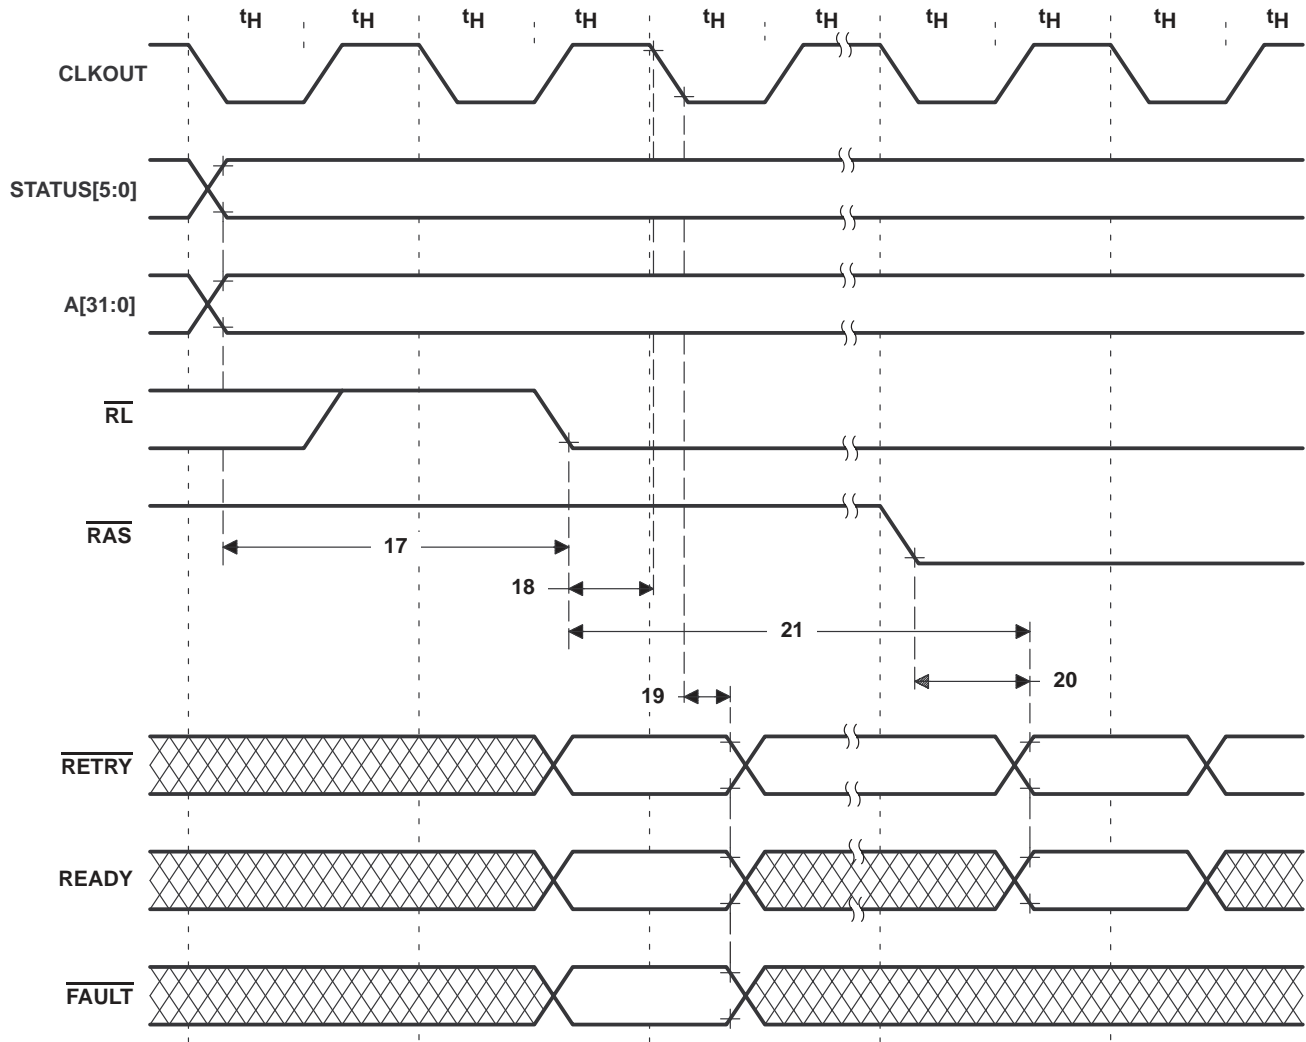 tH tH tH tH tH tH tH tH tH tH
CLKOUT
STATUS[5:0]
A[31:0]
RL
RAS
17
18
21
20
19
RETRY
READY
FAULT